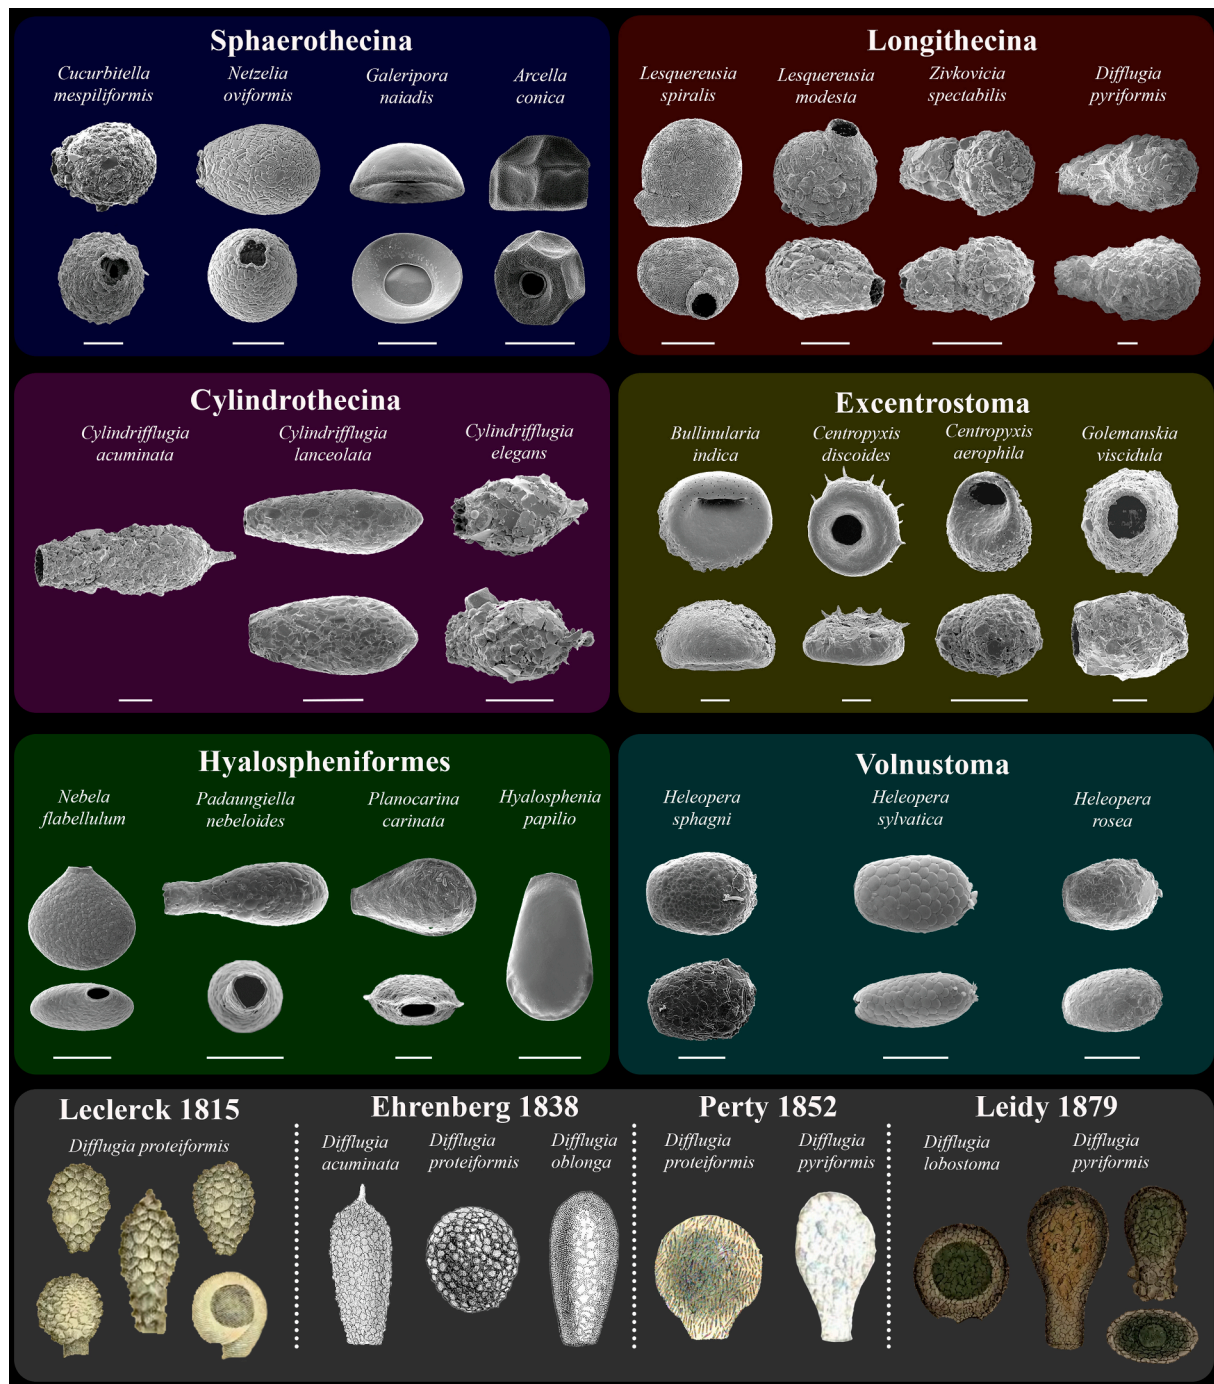 Sphaerothecina
Cucurbitella
mespiliformis
Netzelia
oviformis
Galeripora
naiadis
Arcella
conica
Longithecina
Lesquereusia
spiralis
Lesquereusia
modesta
Zivkovicia
spectabilis
Difflugia
pyriformis
Cylindrothecina
Cylindrifflugia
acuminata
Cylindrifflugia
lanceolata
Cylindrifflugia
elegans
Excentrostoma
Bullinularia
indica
Centropyxis
discoides
Centropyxis
aerophila
Golemanskia
viscidula
Hyalospheniformes
Nebela
flabellulum
Padaungiella
nebeloides
Planocarina
carinata
Hyalosphenia
papilio
Volnustoma
Heleopera
sphagni
Heleopera
sylvatica
Heleopera
rosea
Leclerck 1815
Difflugia proteiformis
Ehrenberg 1838
Difflugia
acuminata
Difflugia
proteiformis
Difflugia
oblonga
Perty 1852
Difflugia
proteiformis
Difflugia
pyriformis
Leidy 1879
Difflugia
lobostoma
Difflugia
pyriformis